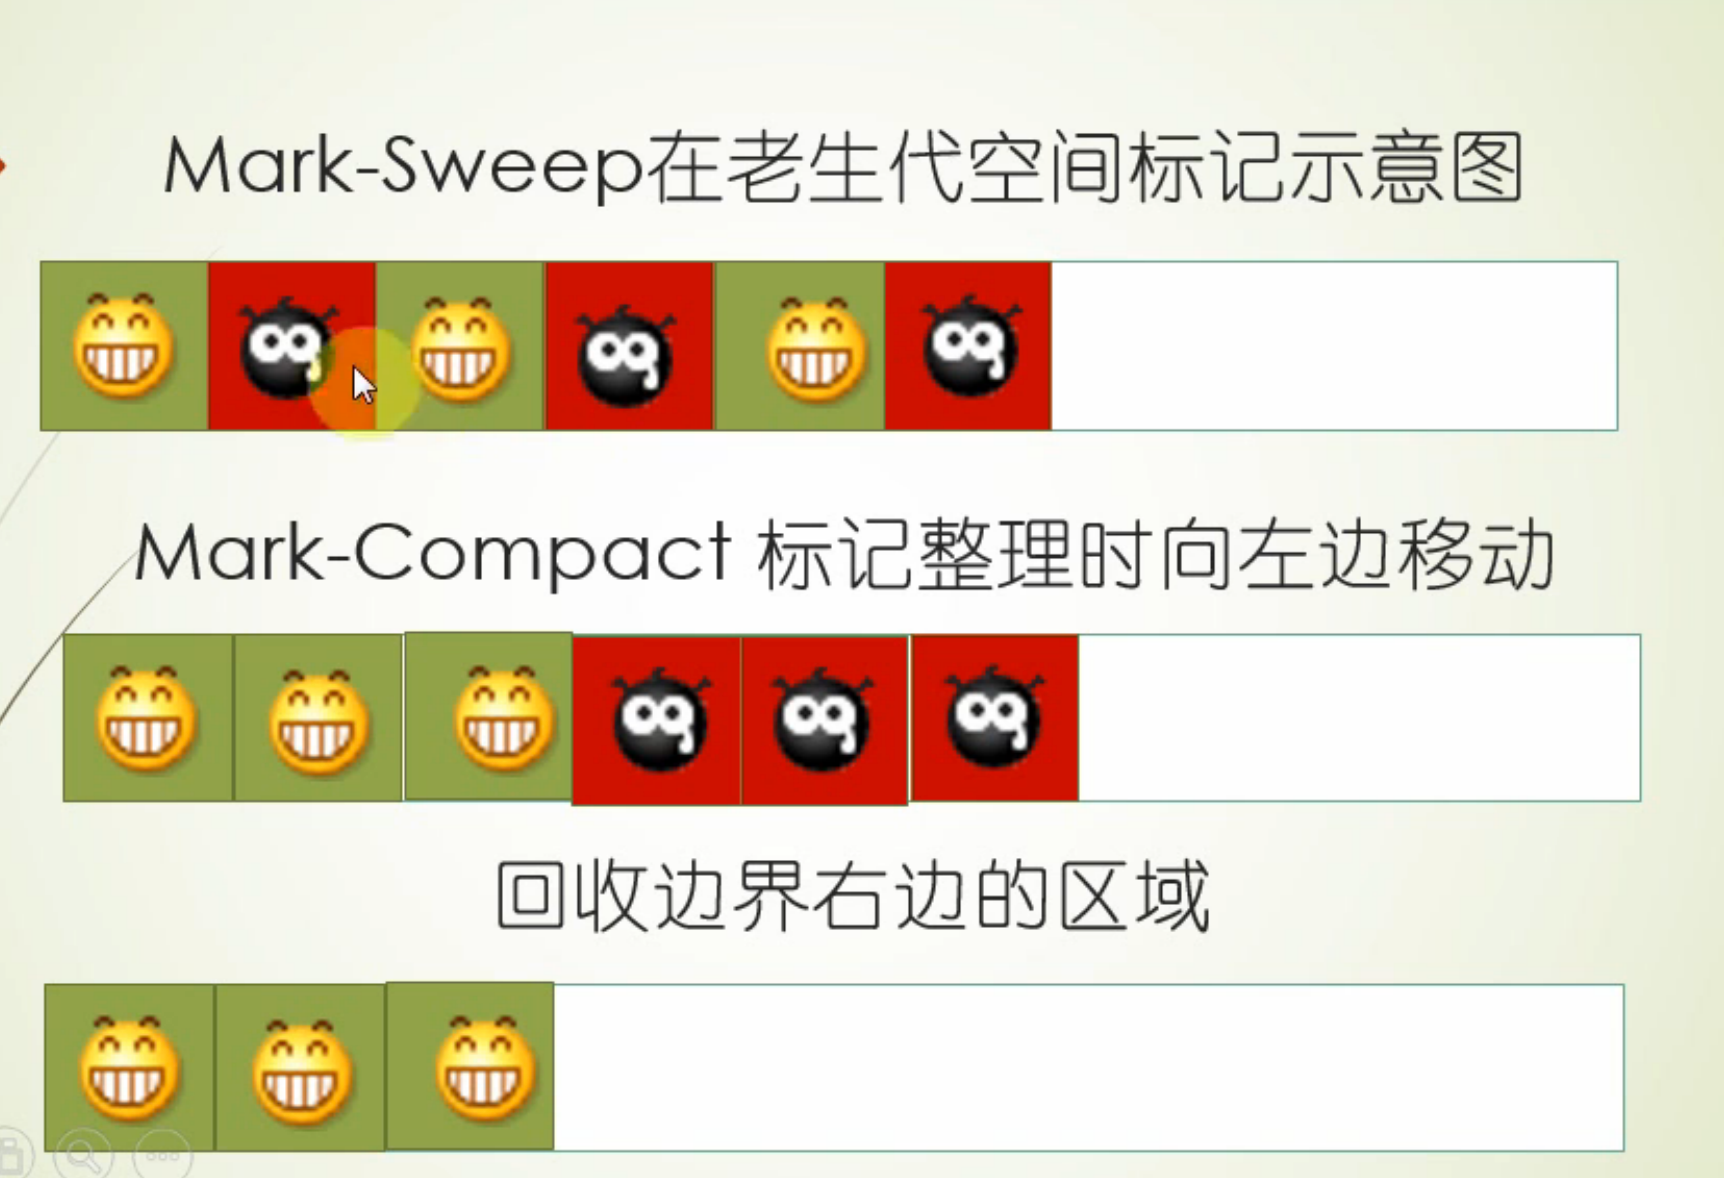 Mark-Sweep在老生代空间标记示意图
Mark-Compact 标记整理时向左边移动
回收边界右边的区域